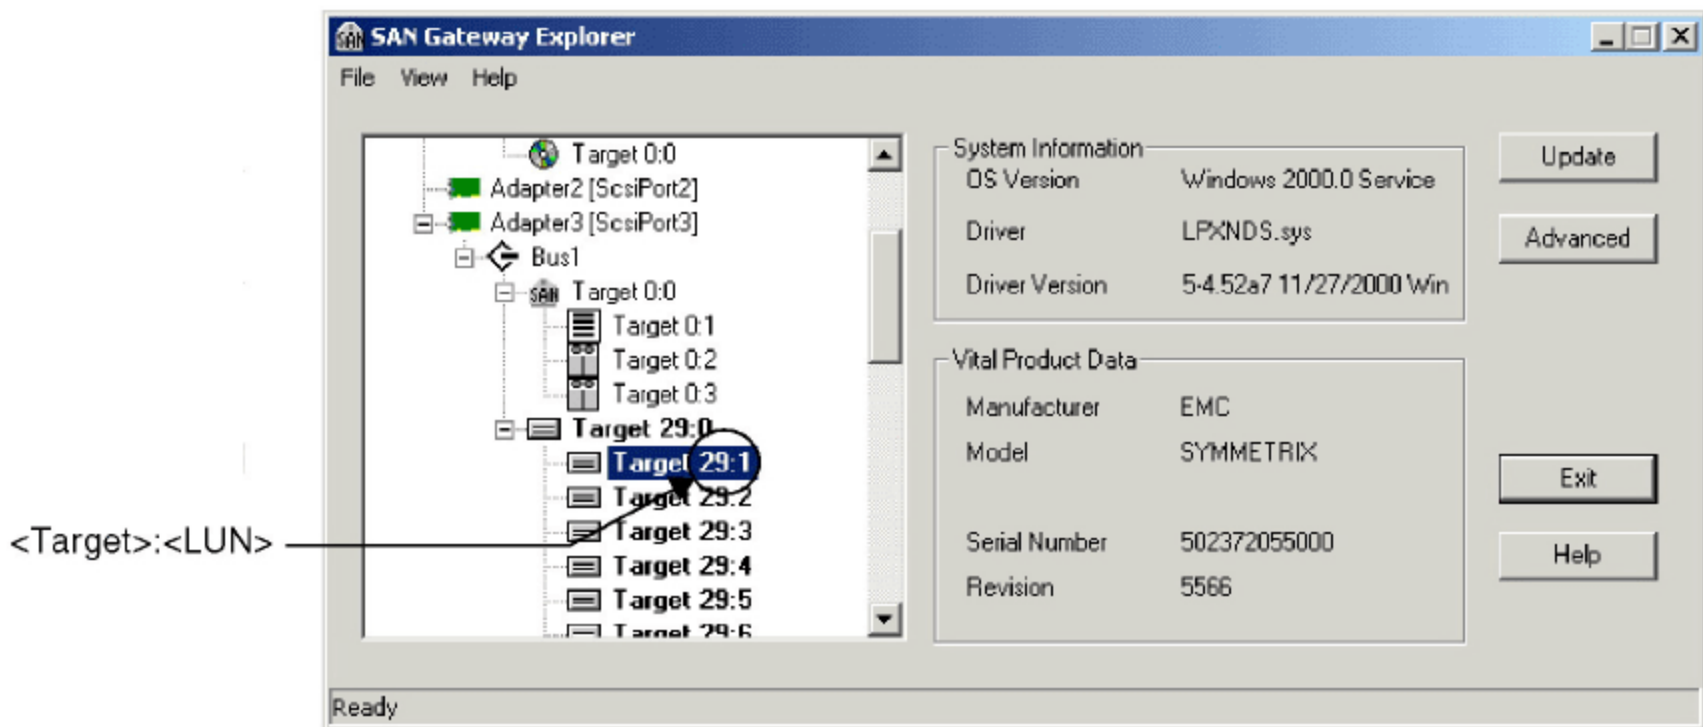 SAN Gateway Explorer
File View Help
Target 0:0
Adapter2 [ScsiPort2]
Adapter3 [ScsiPort3]
Bus1
SAN Target 0:0
Target 0:1
Target 0:2
Target 0:3
Target 29:0
Target 29:1
Target 29:2
Target 29:3
Target 29:4
Target 29:5
Target 29:6
<Target>:<LUN>
System Information
OS Version Windows 2000.0 Service
Driver LPXNDS.sys
Driver Version 5-4.52a7 11/27/2000 Win
Vital Product Data
Manufacturer EMC
Model SYMMETRIX
Serial Number 502372055000
Revision 5566
Update
Advanced
Exit
Help
Ready